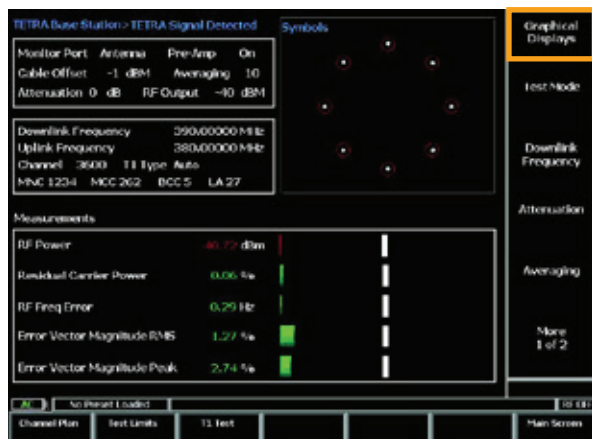 TETRA Base Station>TETRA Signal Detected
Monitor Port Antenna Pre-Amp On
Cable Offset -1 dBM Averaging 10
Attenuation 0 dB RF Output -40 dBM
Downlink Frequency 390.00000 MHz
Uplink Frequency 380.00000 MHz
Channel 3600 T1 Type Auto
MNC 1234 MCC 262 BCC 5 LA 27
Symbols
Measurements
RF Power -40.72 dBm
Residual Carrier Power 0.06 %
RF Freq Error 0.29 Hz
Error Vector Magnitude RMS 1.27 %
Error Vector Magnitude Peak 2.74 %
Graphical
Displays
Test Mode
Downlink
Frequency
Attenuation
Averaging
More
1 of 2
AC No Preset Loaded RF OFF
Channel Plan Test Limits T1 Test Main Screen